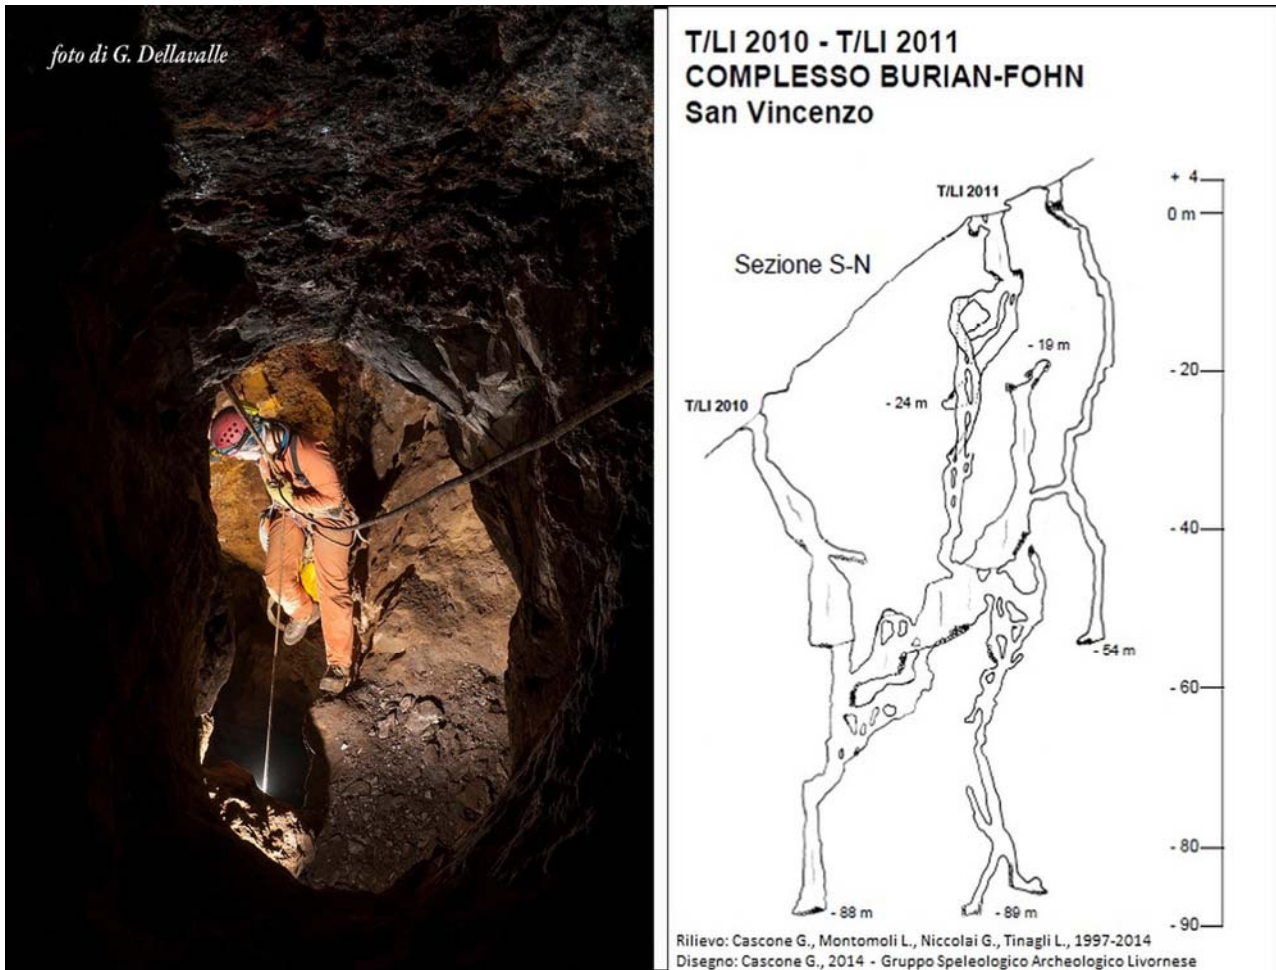 foto di G. Dellavalle
T/LI 2010 - T/LI 2011
COMPLESSO BURIAN-FOHN
San Vincenzo
+ 4
T/LI 2011
0 m
Sezione S-N
- 19 m
- 20
- 24 m
T/LI 2010
- 40
- 54 m
- 60
- 80
- 88 m
- 89 m
- 90
Rilievo: Cascone G., Montomoli L., Niccolai G., Tinagli L., 1997-2014
Disegno: Cascone G., 2014 - Gruppo Speleologico Archeologico Livornese